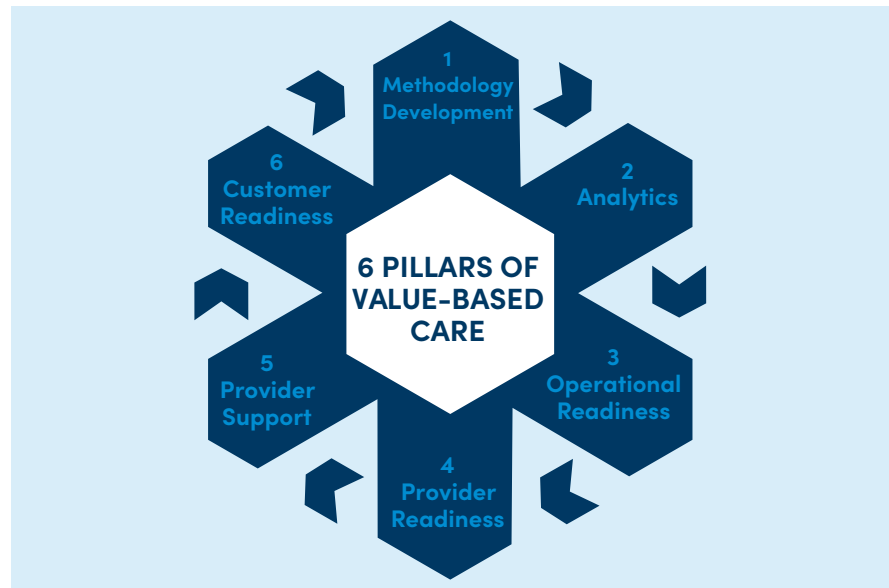 1
Methodology
Development
2
Analytics
3
Operational
Readiness
4
Provider
Readiness
5
Provider
Support
6
Customer
Readiness
6 PILLARS OF
VALUE-BASED
CARE